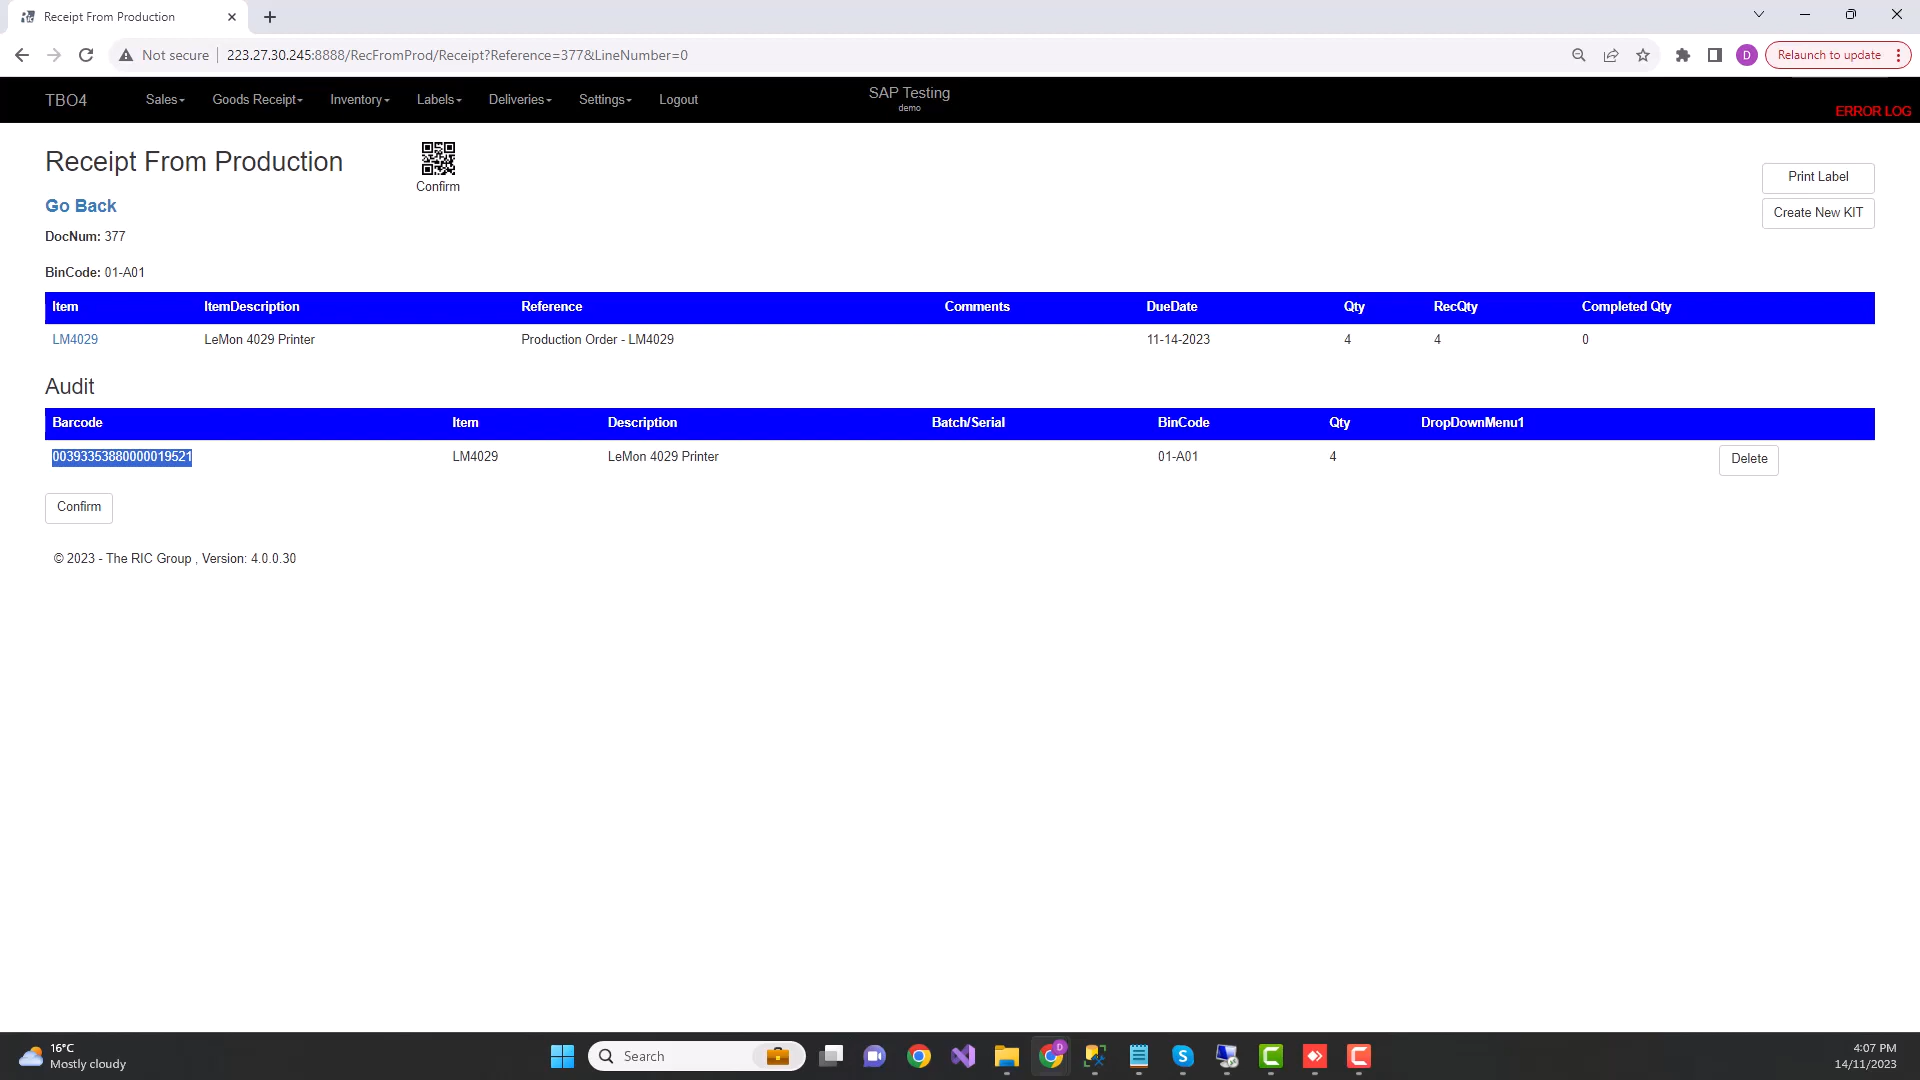 Receipt From Production
Not secure
223.27.30.245:8888/RecFromProd/Receipt?Reference=377&LineNumber=0
D
Relaunch to update
TBO4
Sales
Goods Receipt
Inventory
Labels
Deliveries
Settings
Logout
SAP Testing
demo
ERROR LOG
Receipt From Production
Confirm
Print Label
Create New KIT
Go Back
DocNum: 377
BinCode: 01-A01
Item ItemDescription Reference Comments DueDate Qty RecQty Completed Qty
LM4029 LeMon 4029 Printer Production Order - LM4029 11-14-2023 4 4 0
Audit
Barcode Item Description Batch/Serial BinCode Qty DropDownMenu1
00393353880000019521 LM4029 LeMon 4029 Printer 01-A01 4 Delete
Confirm
© 2023 - The RIC Group , Version: 4.0.0.30
16°C
Mostly cloudy
Search
D
4:07 PM
14/11/2023